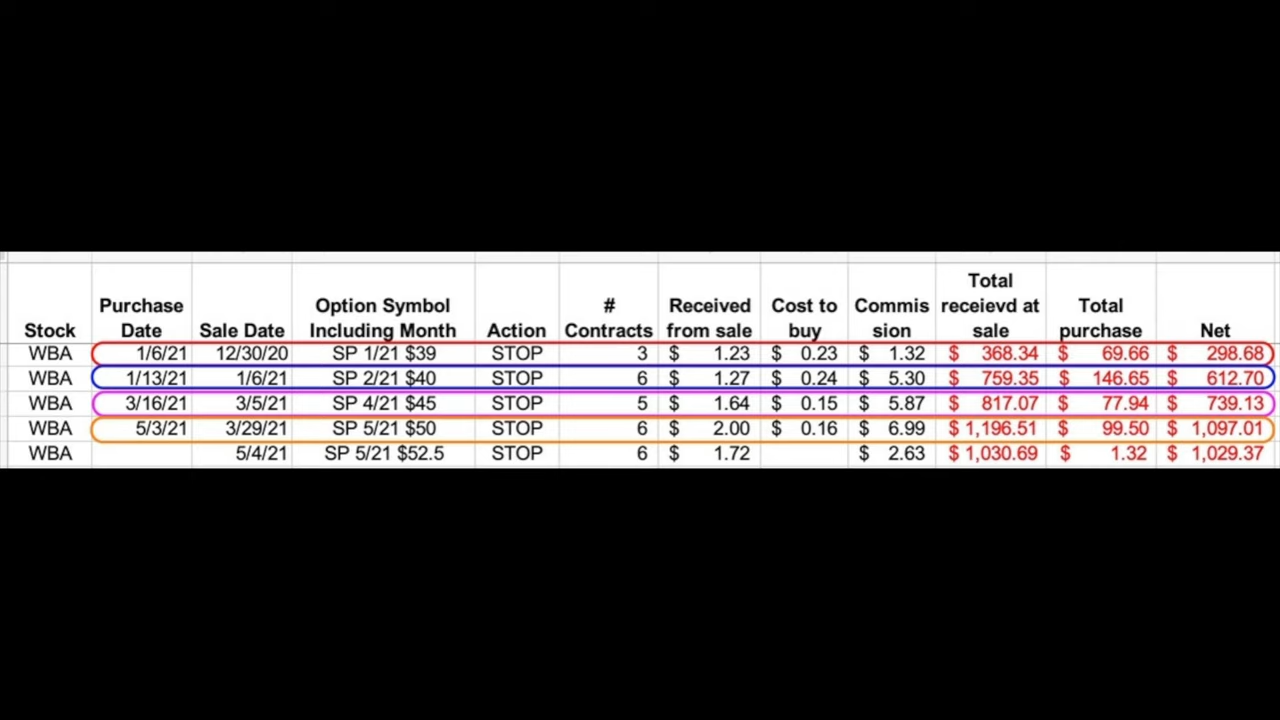 Stock Purchase Date Sale Date Option Symbol Including Month Action # Contracts Received from sale Cost to buy Commis sion Total receievd at sale Total purchase Net
WBA 1/6/21 12/30/20 SP 1/21 $39 STOP 3 $ 1.23 $ 0.23 $ 1.32 $ 368.34 $ 69.66 $ 298.68
WBA 1/13/21 1/6/21 SP 2/21 $40 STOP 6 $ 1.27 $ 0.24 $ 5.30 $ 759.35 $ 146.65 $ 612.70
WBA 3/16/21 3/5/21 SP 4/21 $45 STOP 5 $ 1.64 $ 0.15 $ 5.87 $ 817.07 $ 77.94 $ 739.13
WBA 5/3/21 3/29/21 SP 5/21 $50 STOP 6 $ 2.00 $ 0.16 $ 6.99 $ 1,196.51 $ 99.50 $ 1,097.01
WBA 5/4/21 SP 5/21 $52.5 STOP 6 $ 1.72 $ 2.63 $ 1,030.69 $ 1.32 $ 1,029.37